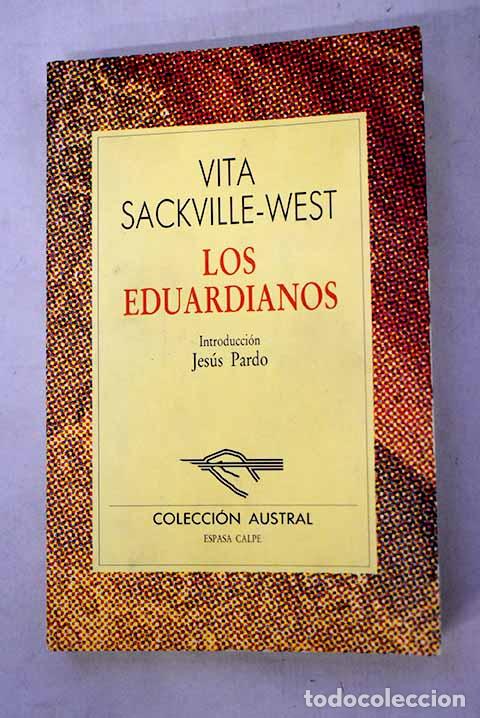 VITA
SACKVILLE-WEST
LOS
EDUARDIANOS
Introducción
Jesús Pardo
COLECCIÓN AUSTRAL
ESPASA CALPE
todocoleccion